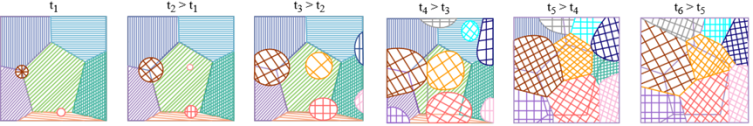 t₁ t₂ > t₁ t₃ > t₂ t₄ > t₃ t₅ > t₄ t₆ > t₅